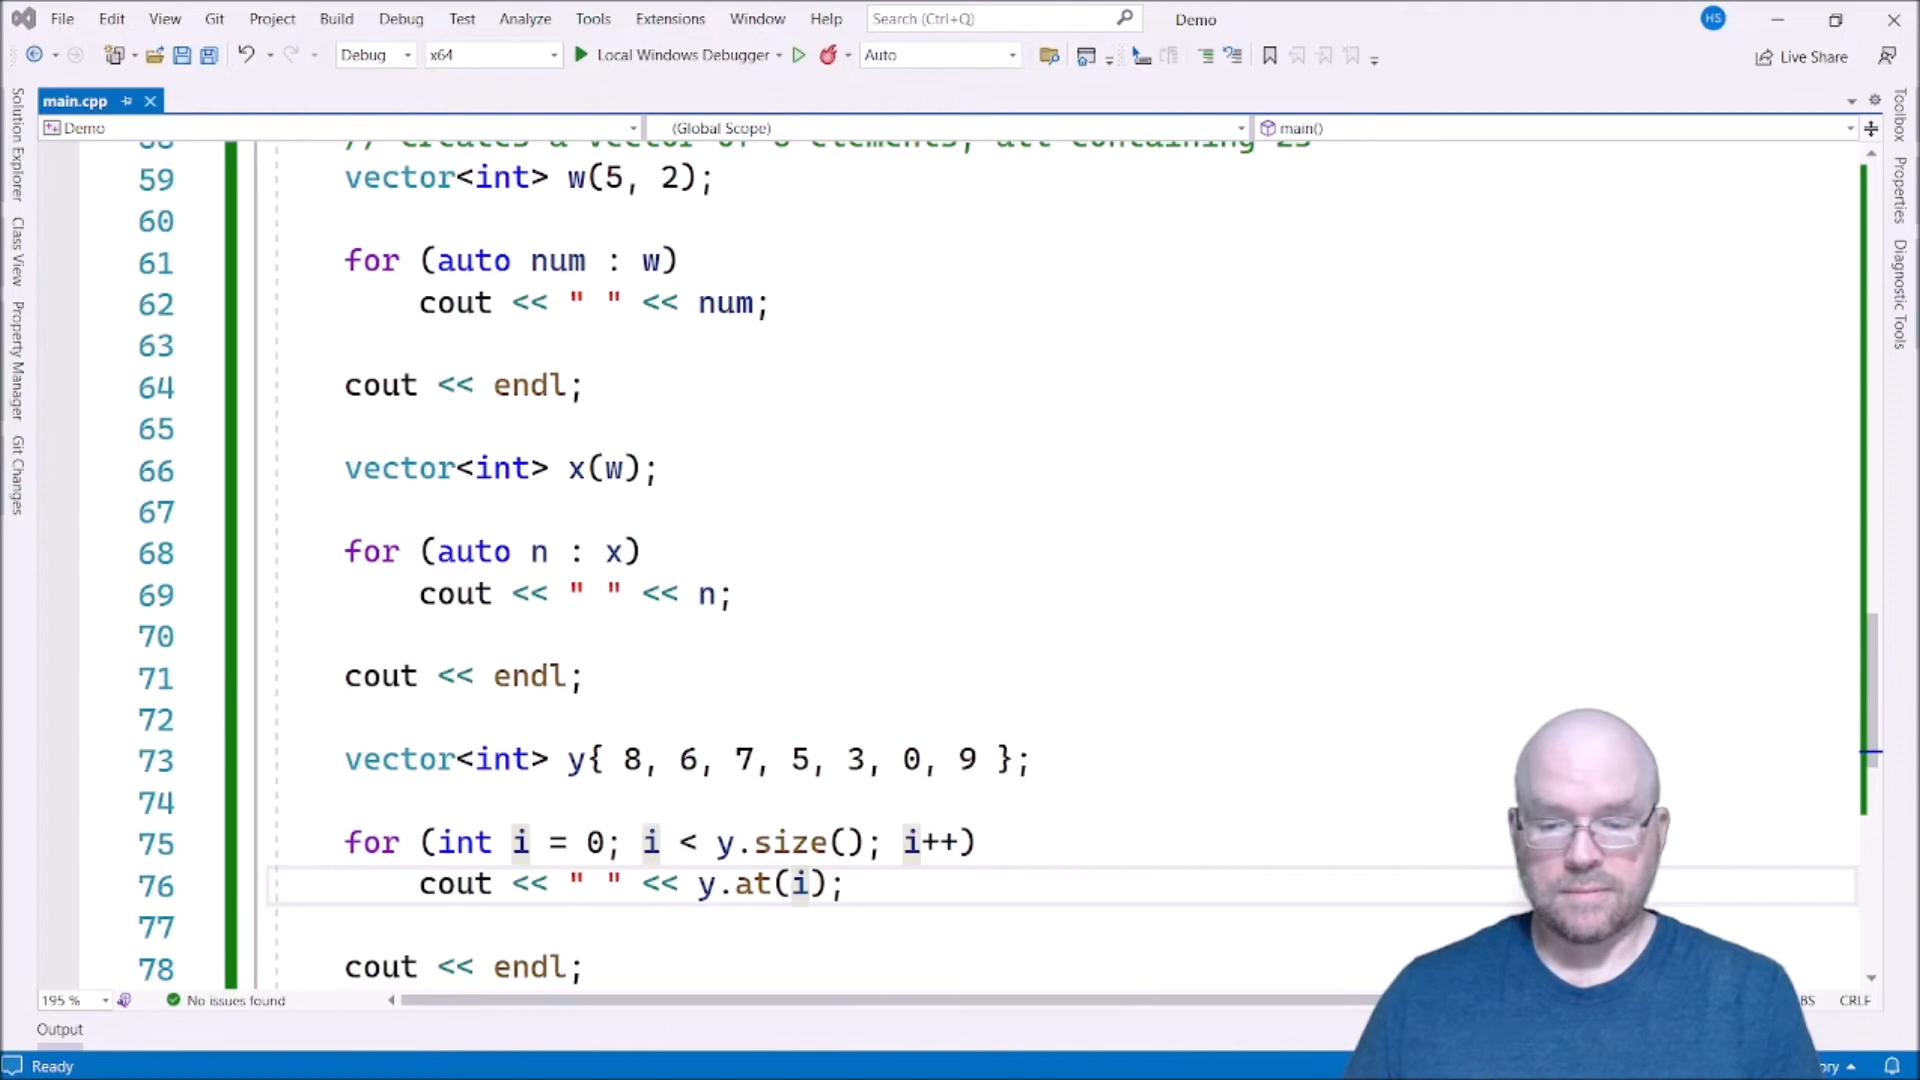 File Edit View Git Project Build Debug Test Analyze Tools Extensions Window Help Search (Ctrl+Q) Demo HS
Debug x64 Local Windows Debugger Auto Live Share
main.cpp
Demo (Global Scope) main()
Solution Explorer
Class View
Property Manager
Git Changes
59 vector<int> w(5, 2);
60
61 for (auto num : w)
62 cout << " " << num;
63
64 cout << endl;
65
66 vector<int> x(w);
67
68 for (auto n : x)
69 cout << " " << n;
70
71 cout << endl;
72
73 vector<int> y{ 8, 6, 7, 5, 3, 0, 9 };
74
75 for (int i = 0; i < y.size(); i++)
76 cout << " " << y.at(i);
77
78 cout << endl;
Toolbox
Properties
Diagnostic Tools
195 % No issues found CRLF
Output
Ready